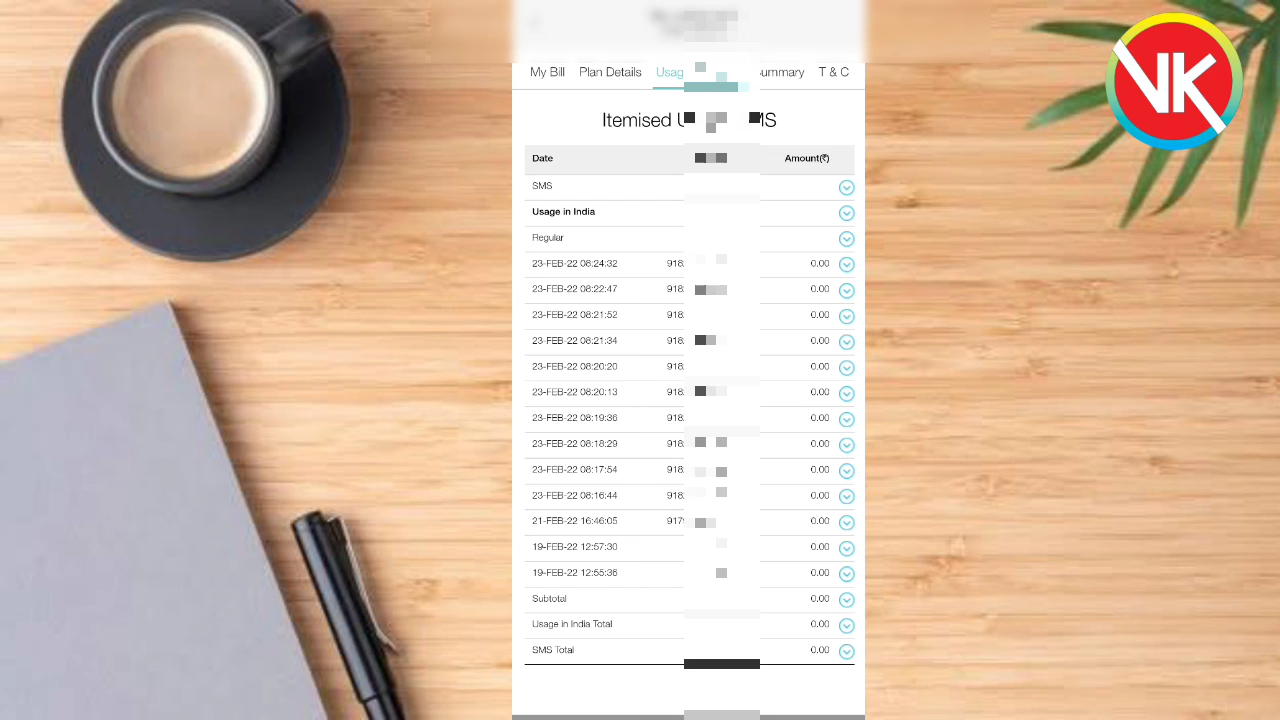 VK
My Bill Plan Details T & C
Itemised
Date Amount(₹)
SMS
Usage in India
Regular
23-FEB-22 08:24:32 918 0.00
23-FEB-22 08:22:47 918 0.00
23-FEB-22 08:21:52 918 0.00
23-FEB-22 08:21:34 918 0.00
23-FEB-22 08:20:20 918 0.00
23-FEB-22 08:20:13 918 0.00
23-FEB-22 08:19:36 918 0.00
23-FEB-22 08:18:29 918 0.00
23-FEB-22 08:17:54 918 0.00
23-FEB-22 08:16:44 918 0.00
21-FEB-22 16:46:05 917 0.00
19-FEB-22 12:57:30 0.00
19-FEB-22 12:55:36 0.00
Subtotal 0.00
Usage in India Total 0.00
SMS Total 0.00